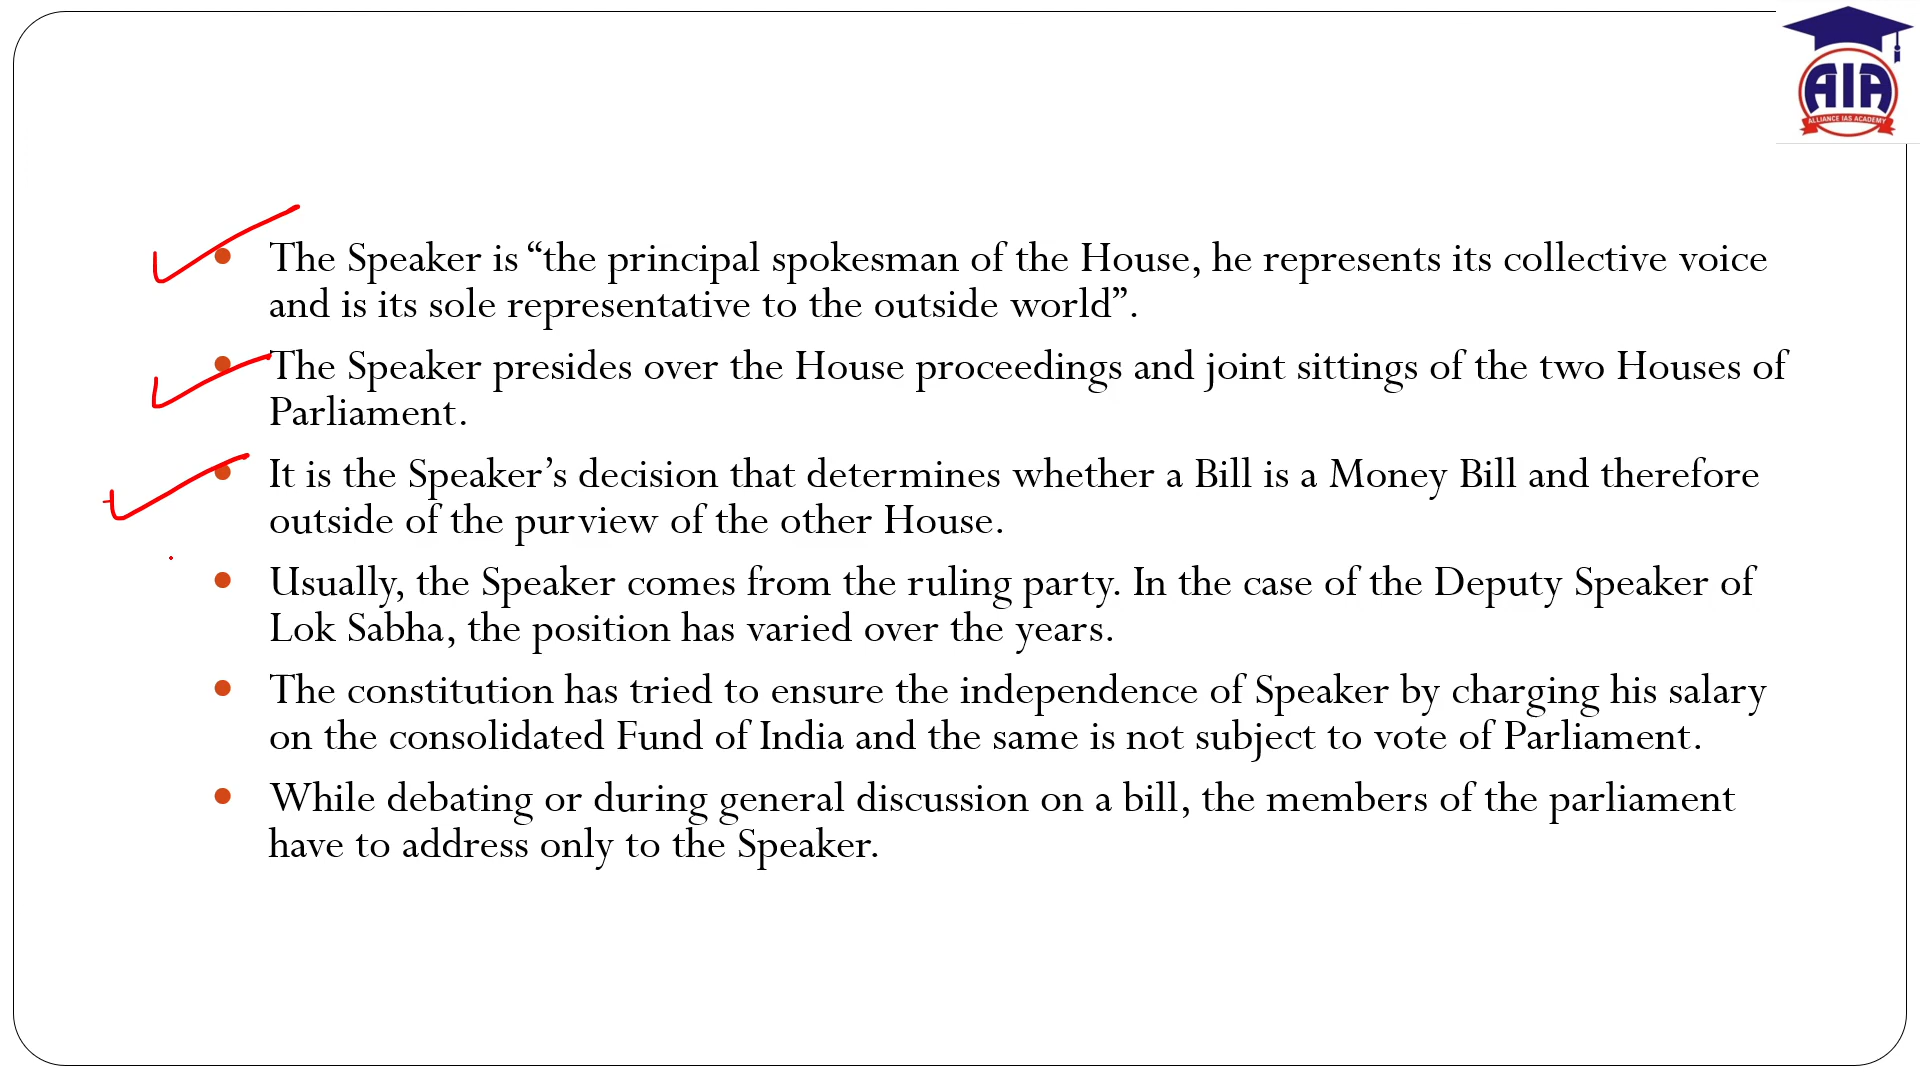 AIA
ALLIANCE IAS ACADEMY
The Speaker is “the principal spokesman of the House, he represents its collective voice
and is its sole representative to the outside world”.
The Speaker presides over the House proceedings and joint sittings of the two Houses of
Parliament.
It is the Speaker’s decision that determines whether a Bill is a Money Bill and therefore
outside of the purview of the other House.
Usually, the Speaker comes from the ruling party. In the case of the Deputy Speaker of
Lok Sabha, the position has varied over the years.
The constitution has tried to ensure the independence of Speaker by charging his salary
on the consolidated Fund of India and the same is not subject to vote of Parliament.
While debating or during general discussion on a bill, the members of the parliament
have to address only to the Speaker.